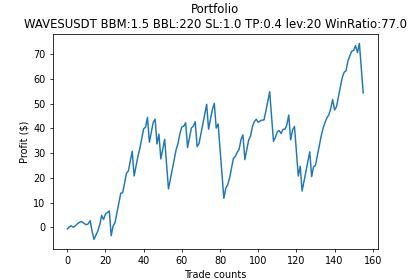 Portfolio
WAVESUSDT BBM:1.5 BBL:220 SL:1.0 TP:0.4 lev:20 WinRatio:77.0
Profit ($)
70
60
50
40
30
20
10
0
0 20 40 60 80 100 120 140 160
Trade counts